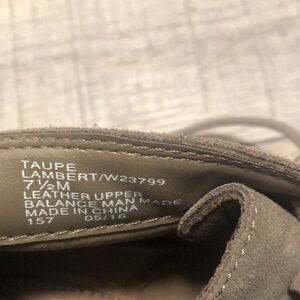 TAUPE
LAMBERT/W23799
7½M
LEATHER UPPER
BALANCE MAN MADE
MADE IN CHINA
157 05/16